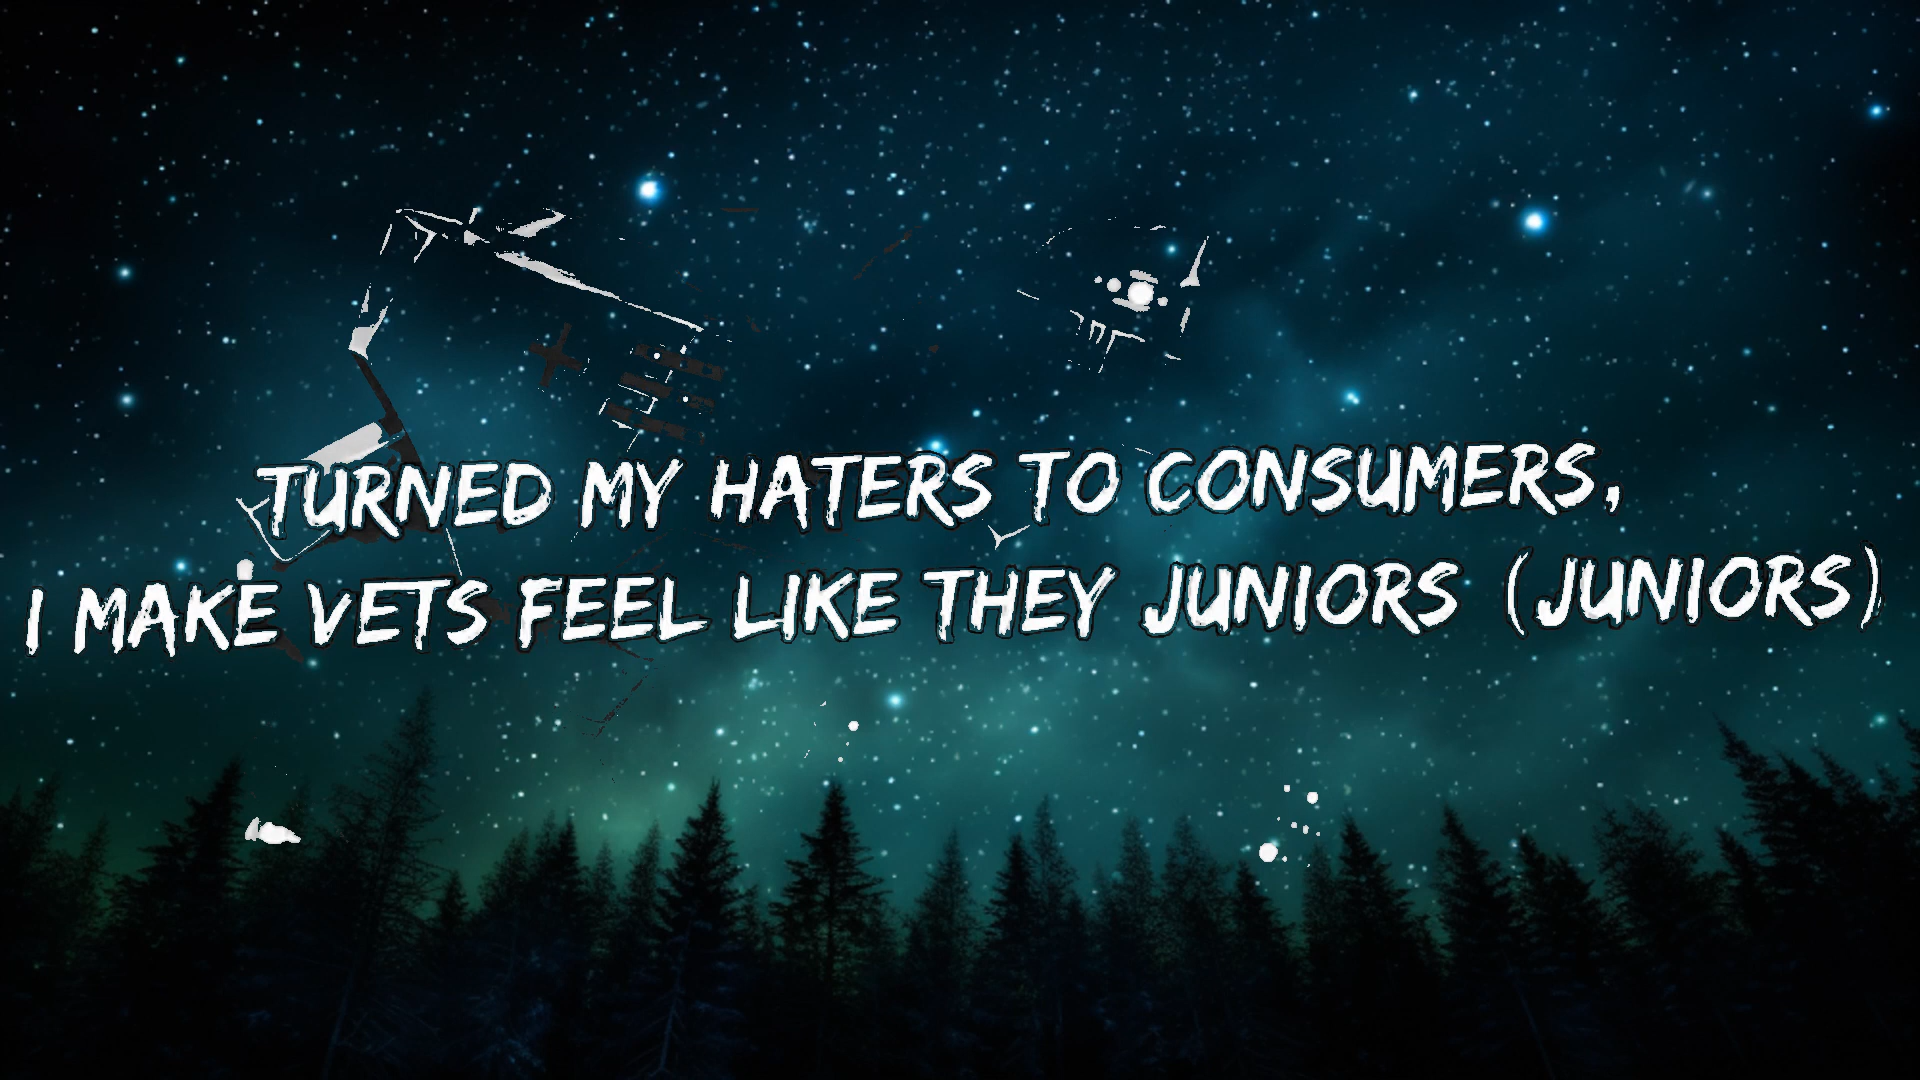 TURNED MY HATERS TO CONSUMERS,
I MAKE VETS FEEL LIKE THEY JUNIORS (JUNIORS)